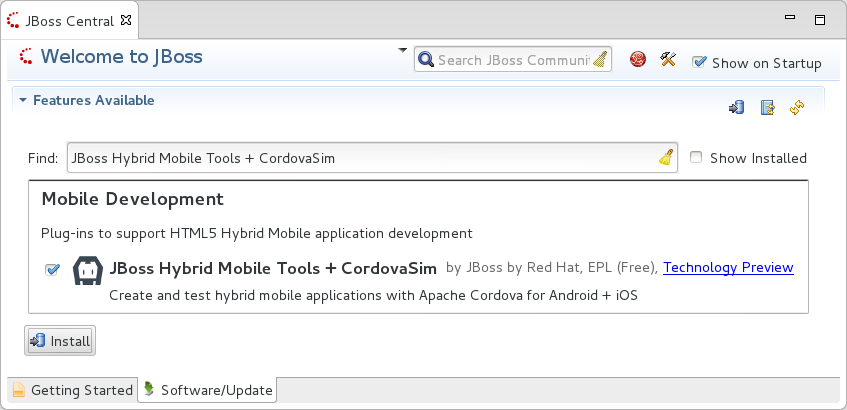 JBoss Central
Welcome to JBoss
Search JBoss Communi
Show on Startup
Features Available
Find: JBoss Hybrid Mobile Tools + CordovaSim
Show Installed
Mobile Development
Plug-ins to support HTML5 Hybrid Mobile application development
JBoss Hybrid Mobile Tools + CordovaSim by JBoss by Red Hat, EPL (Free), Technology Preview
Create and test hybrid mobile applications with Apache Cordova for Android + iOS
Install
Getting Started Software/Update